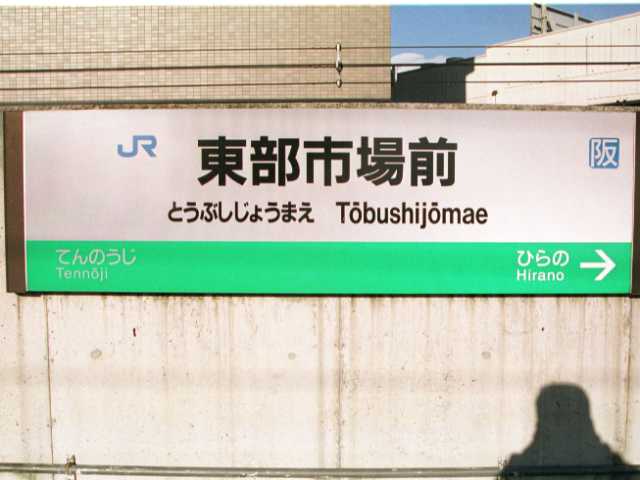 JR 東部市場前 阪
とうぶしじょうまえ Tōbushijōmae
てんのうじ ひらの →
Tennōji Hirano